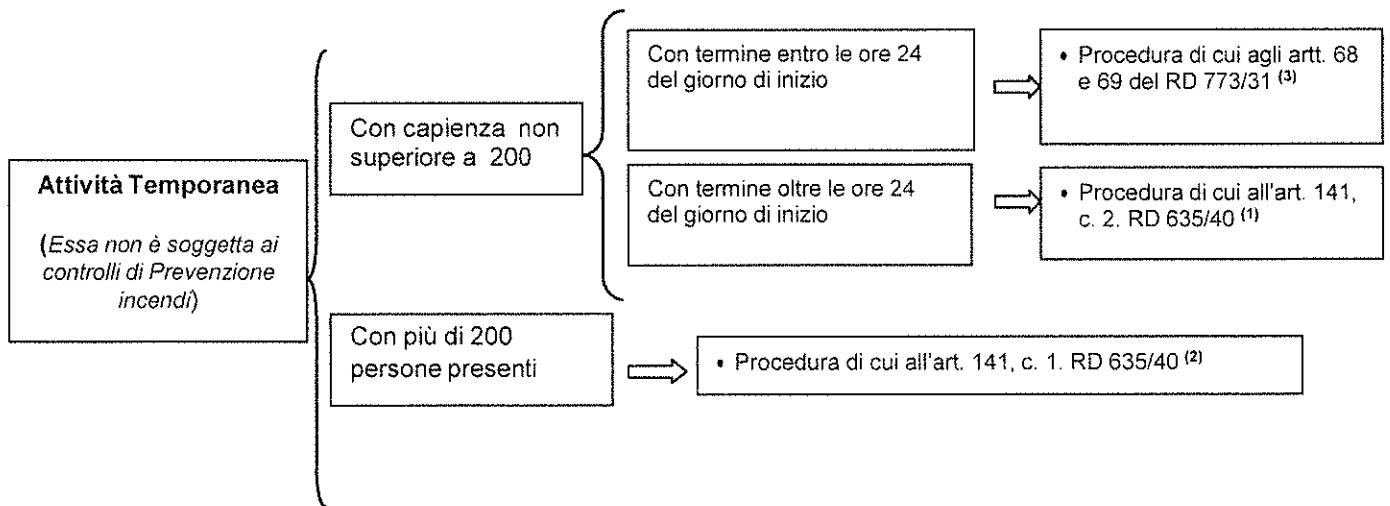 Attività Temporanea
(Essa non è soggetta ai
controlli di Prevenzione
incendi)
Con capienza non
superiore a 200
Con termine entro le ore 24
del giorno di inizio
• Procedura di cui agli artt. 68
e 69 del RD 773/31 (3)
Con termine oltre le ore 24
del giorno di inizio
• Procedura di cui all'art. 141,
c. 2. RD 635/40 (1)
Con più di 200
persone presenti
• Procedura di cui all'art. 141, c. 1. RD 635/40 (2)